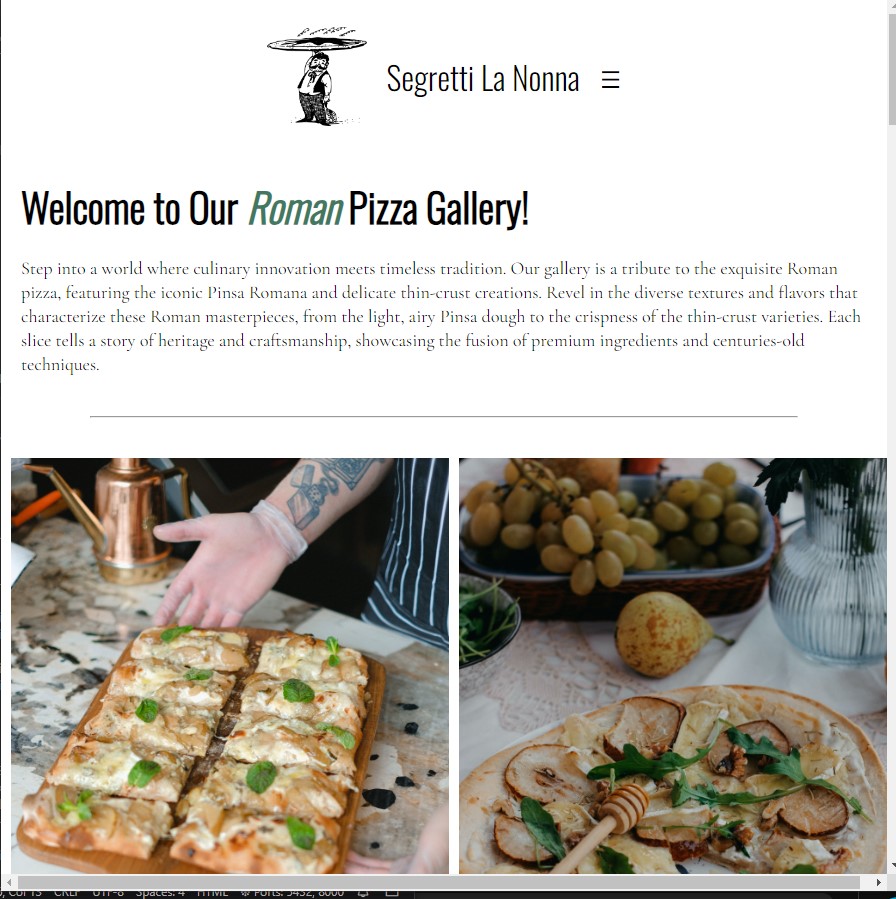 Segretti La Nonna
Welcome to Our Roman Pizza Gallery!
Step into a world where culinary innovation meets timeless tradition. Our gallery is a tribute to the exquisite Roman
pizza, featuring the iconic Pinsa Romana and delicate thin-crust creations. Revel in the diverse textures and flavors that
characterize these Roman masterpieces, from the light, airy Pinsa dough to the crispness of the thin-crust varieties. Each
slice tells a story of heritage and craftsmanship, showcasing the fusion of premium ingredients and centuries-old
techniques.
Col 13 CRLF UTF-8 Spaces: 4 HTML Ports: 5432, 8000